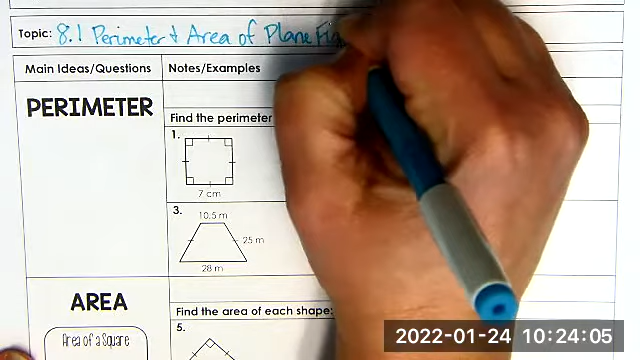 Topic: 8.1 Perimeter & Area of Plane
Main Ideas/Questions Notes/Examples
PERIMETER
Find the perimeter
1.
7 cm
3.
10.5 m
25 m
28 m
AREA
Find the area of each shape:
Area of a Square
5.
2022-01-24 10:24:05